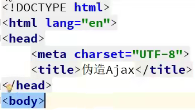 <!DOCTYPE html>
<html lang="en">
<head>
    <meta charset="UTF-8">
    <title>伪造Ajax</title>
</head>
<body>